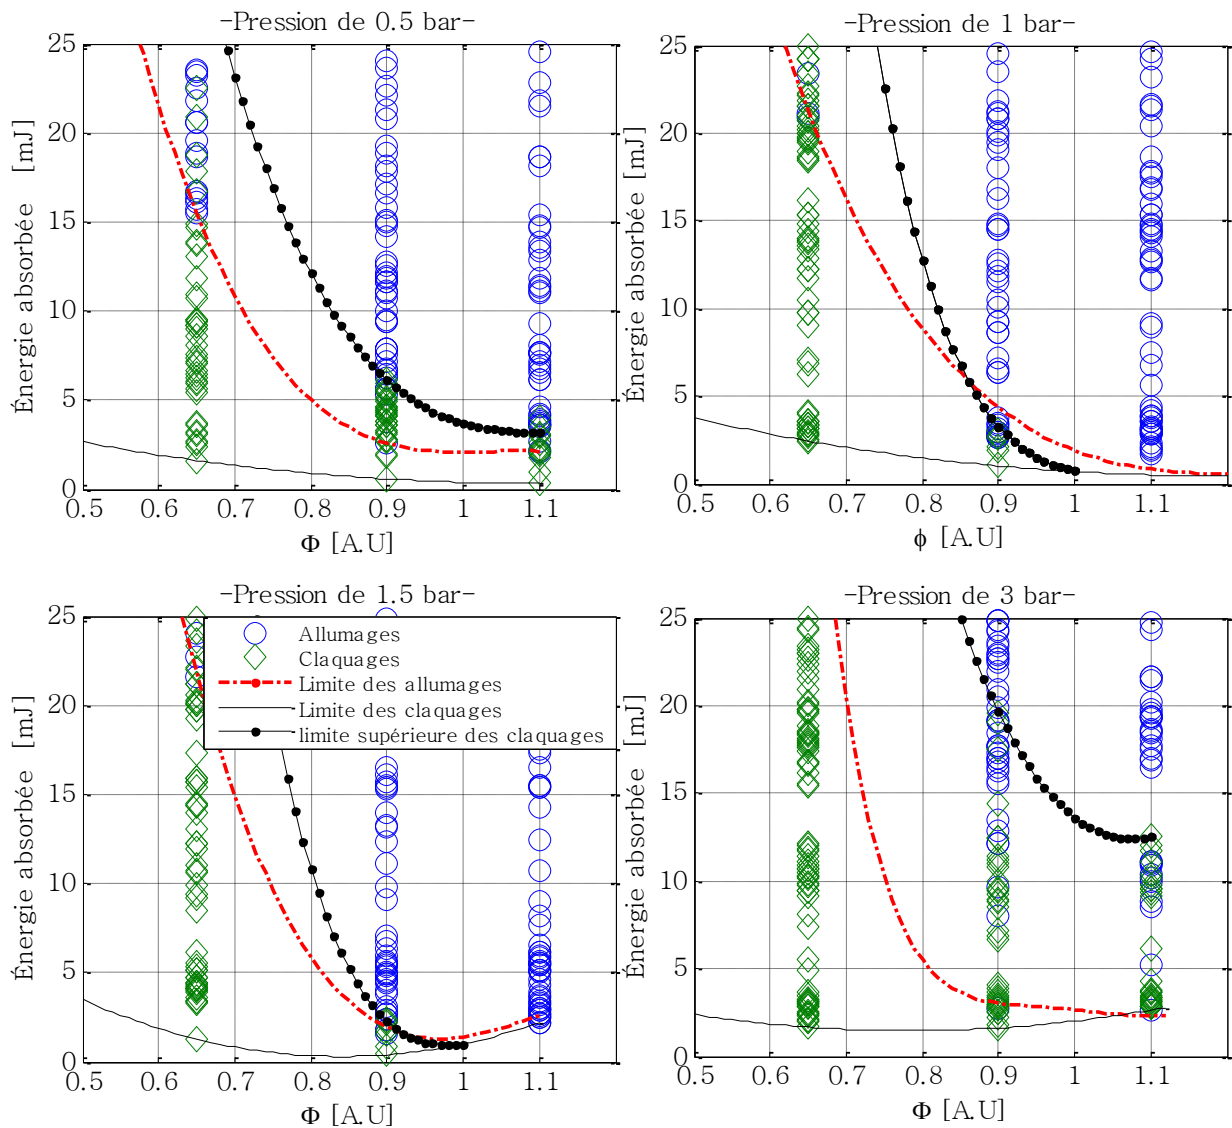 -Pression de 0.5 bar-
25
20
15
10
5
0
0.5 0.6 0.7 0.8 0.9 1 1.1
Énergie absorbée [mJ]
Φ [A.U]
-Pression de 1 bar-
25
20
15
10
5
0
0.5 0.6 0.7 0.8 0.9 1 1.1
Énergie absorbée [mJ]
ϕ [A.U]
-Pression de 1.5 bar-
25
20
15
10
5
0
0.5 0.6 0.7 0.8 0.9 1 1.1
Énergie absorbée [mJ]
Φ [A.U]
Allumages
Claquages
Limite des allumages
Limite des claquages
limite supérieure des claquages
-Pression de 3 bar-
25
20
15
10
5
0
0.5 0.6 0.7 0.8 0.9 1 1.1
Énergie absorbée [mJ]
Φ [A.U]